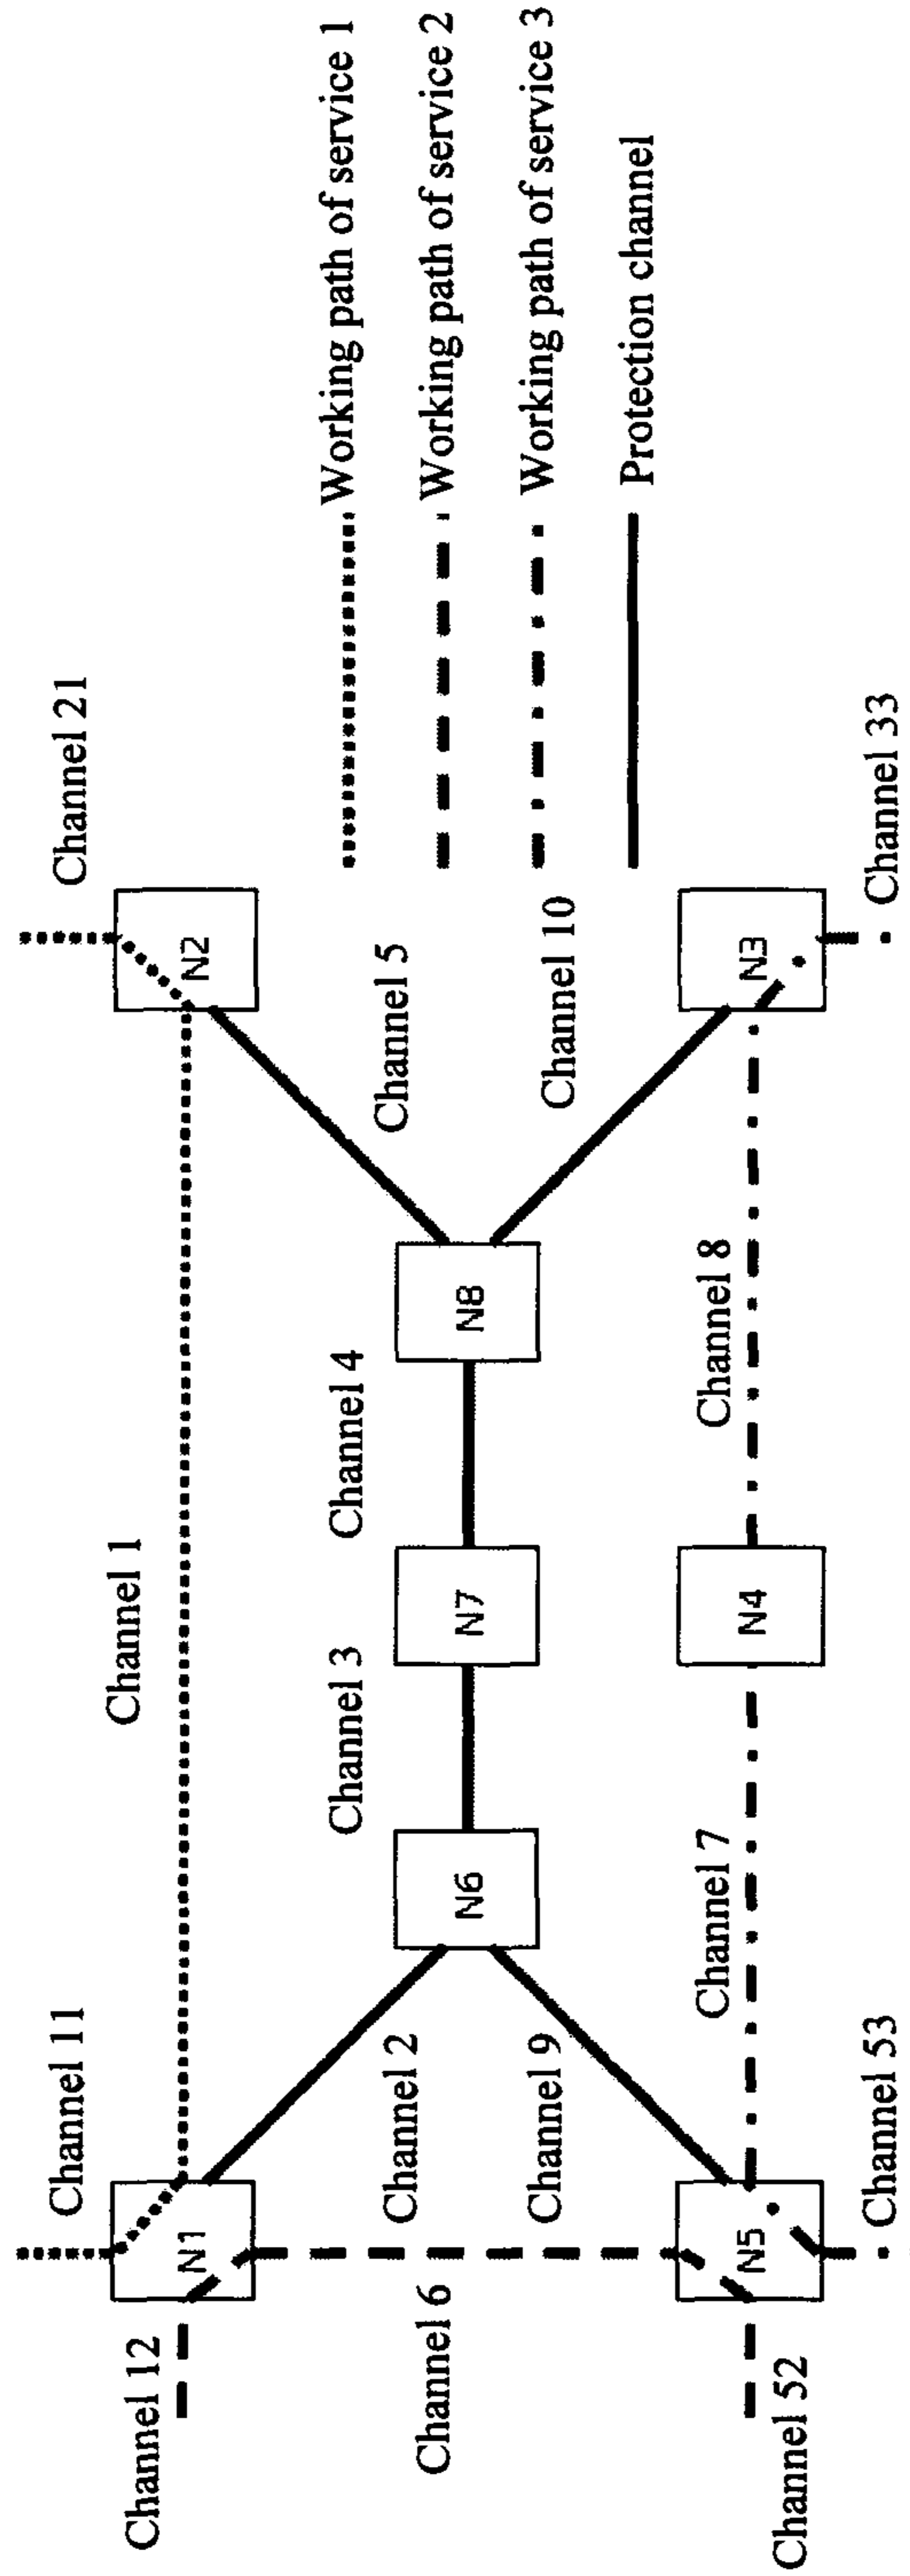 Channel 11
Channel 21
Channel 12
Channel 1
N1
N2
Working path of service 1
Channel 2
Channel 3
Channel 4
Channel 5
Working path of service 2
Channel 6
N6
N7
N8
Working path of service 3
Channel 9
Channel 10
Protection channel
Channel 7
Channel 8
N5
N4
N3
Channel 52
Channel 53
Channel 33